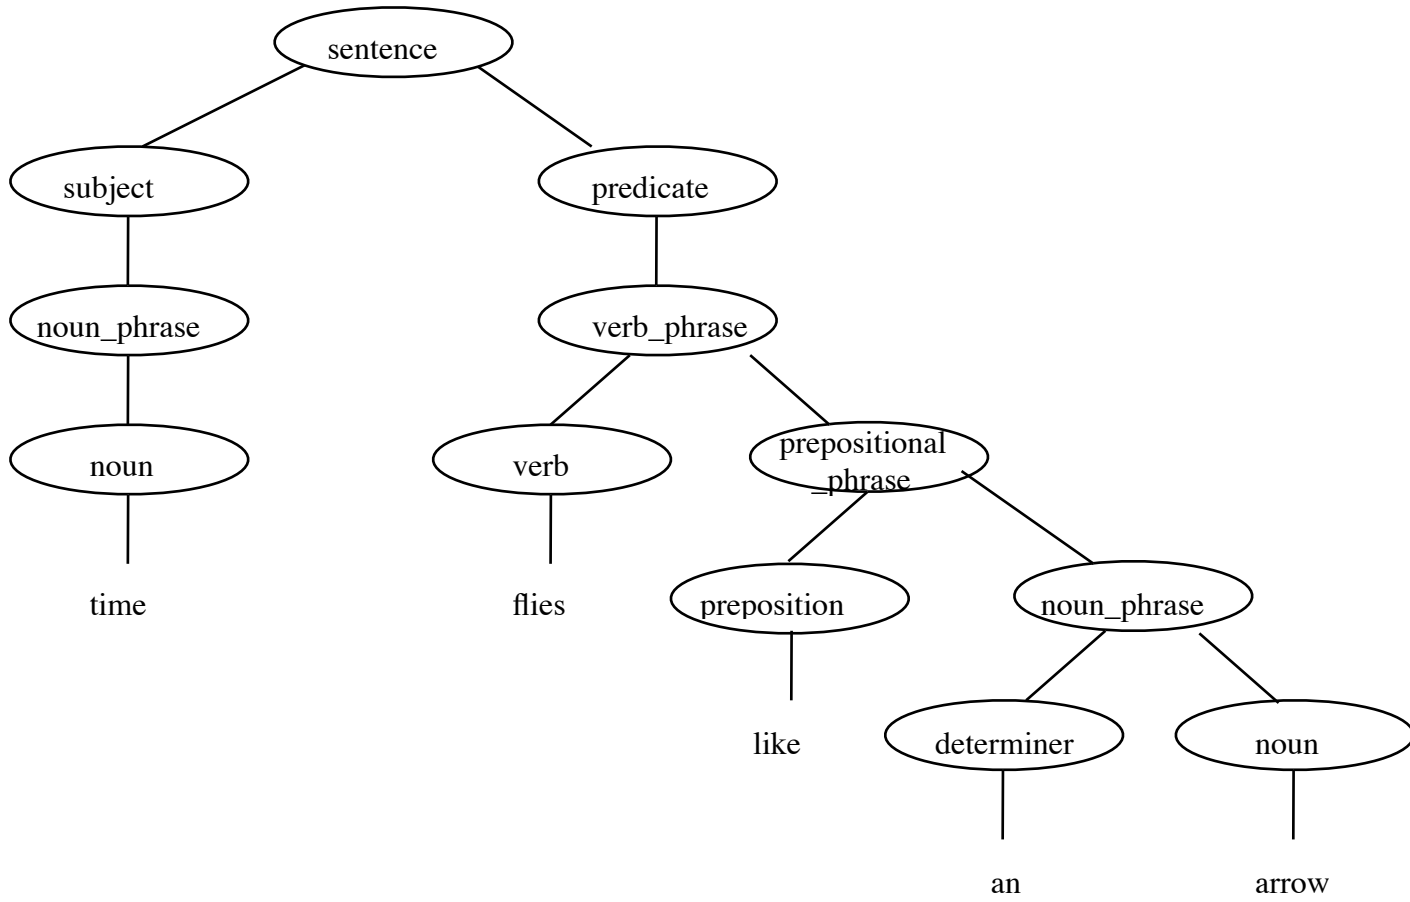 sentence
subject
predicate
noun_phrase
verb_phrase
noun
verb
prepositional
_phrase
time
flies
preposition
noun_phrase
like
determiner
noun
an
arrow